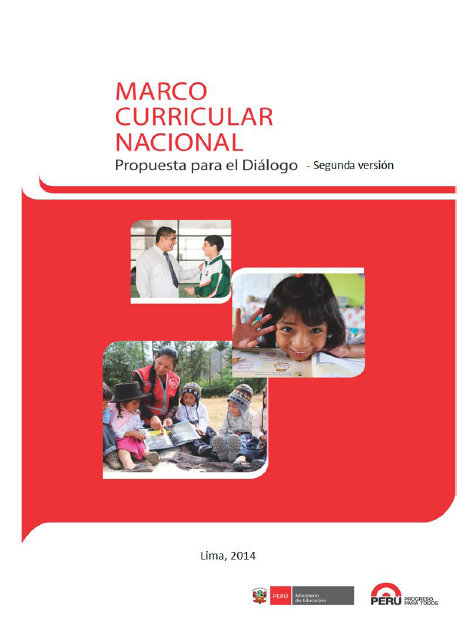 MARCO
CURRICULAR
NACIONAL
Propuesta para el Diálogo - Segunda versión
Lima, 2014
PERÚ Ministerio
de Educación
PERÚ PROGRESO
PARA TODOS